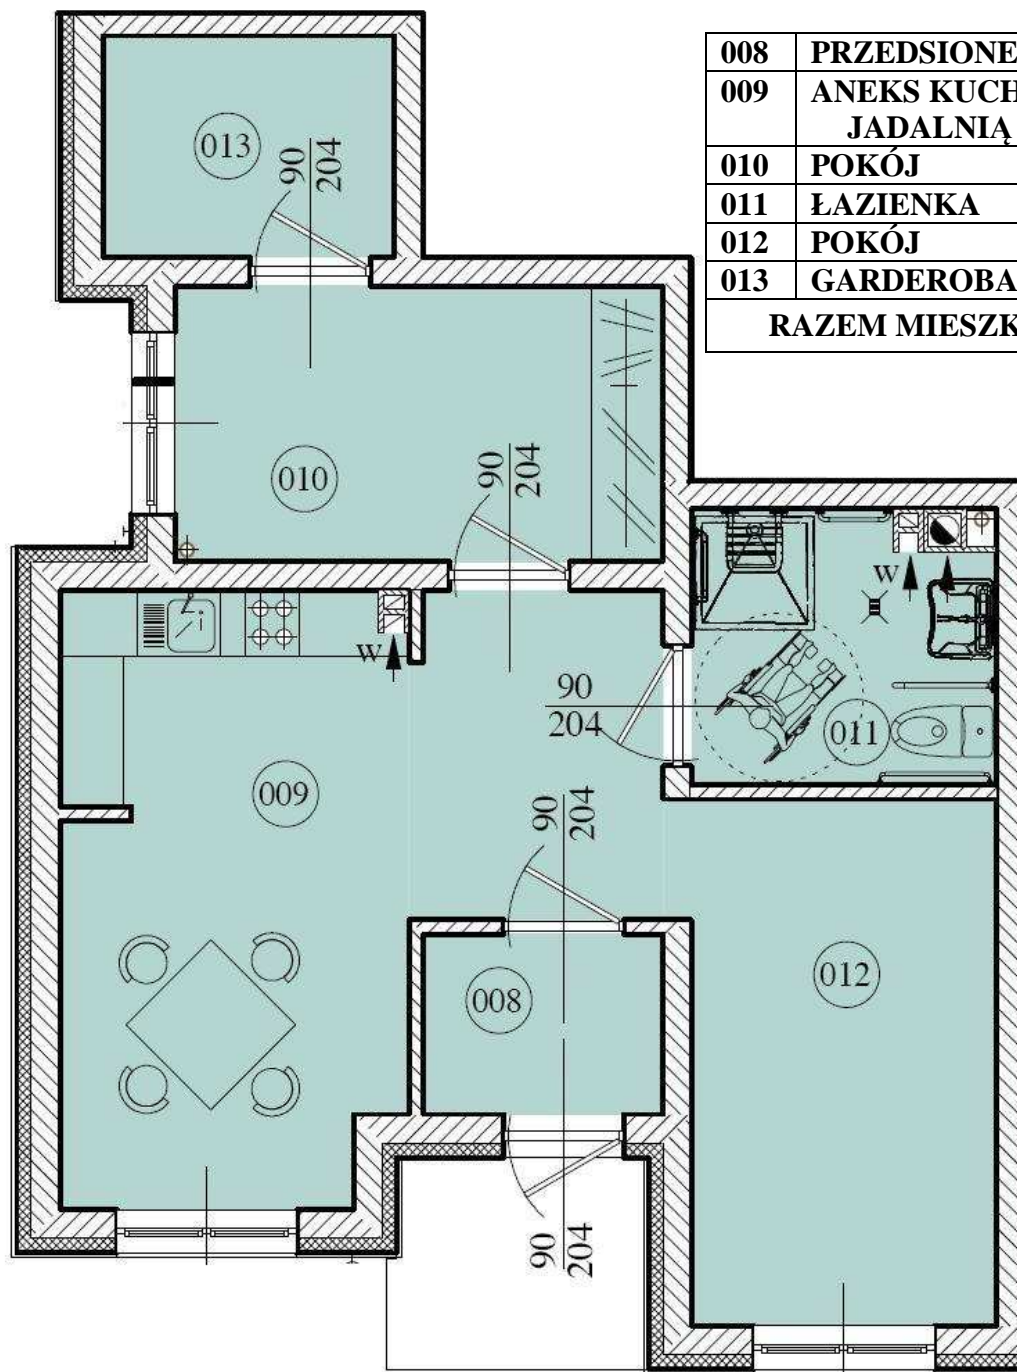 008 PRZEDSIONE
009 ANEKS KUCH
JADALNIĄ
010 POKÓJ
011 ŁAZIENKA
012 POKÓJ
013 GARDEROBA
RAZEM MIESZK
013
90
204
010
90
204
W
W
90
204
011
009
90
204
012
008
90
204